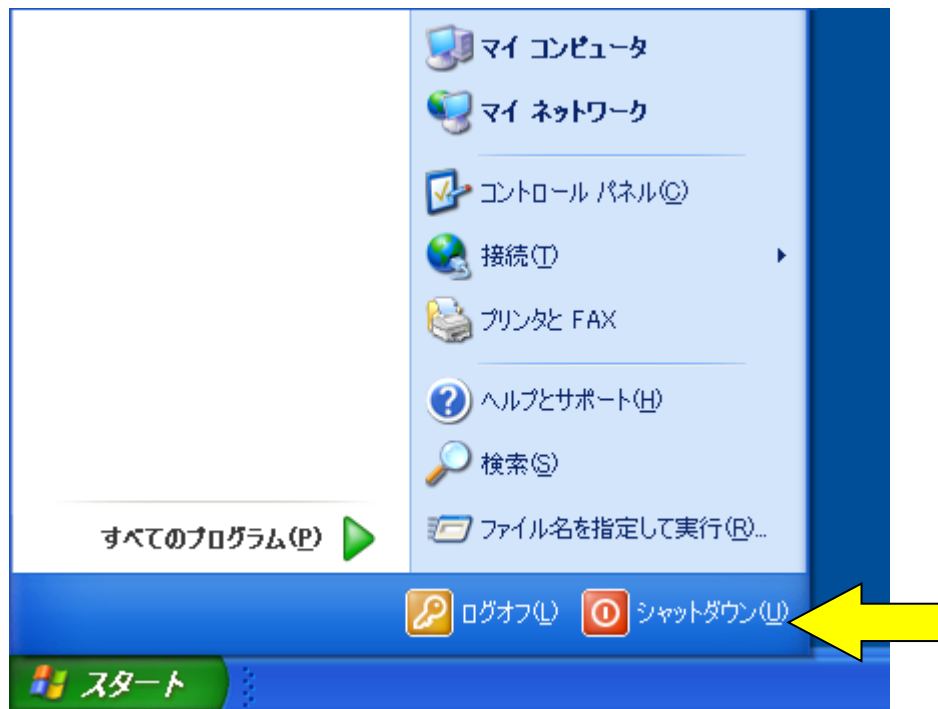 マイ コンピュータ
マイ ネットワーク
コントロール パネル(C)
接続(T)
プリンタと FAX
ヘルプとサポート(H)
検索(S)
ファイル名を指定して実行(R)...
すべてのプログラム(P)
ログオフ(L) シャットダウン(U)
スタート